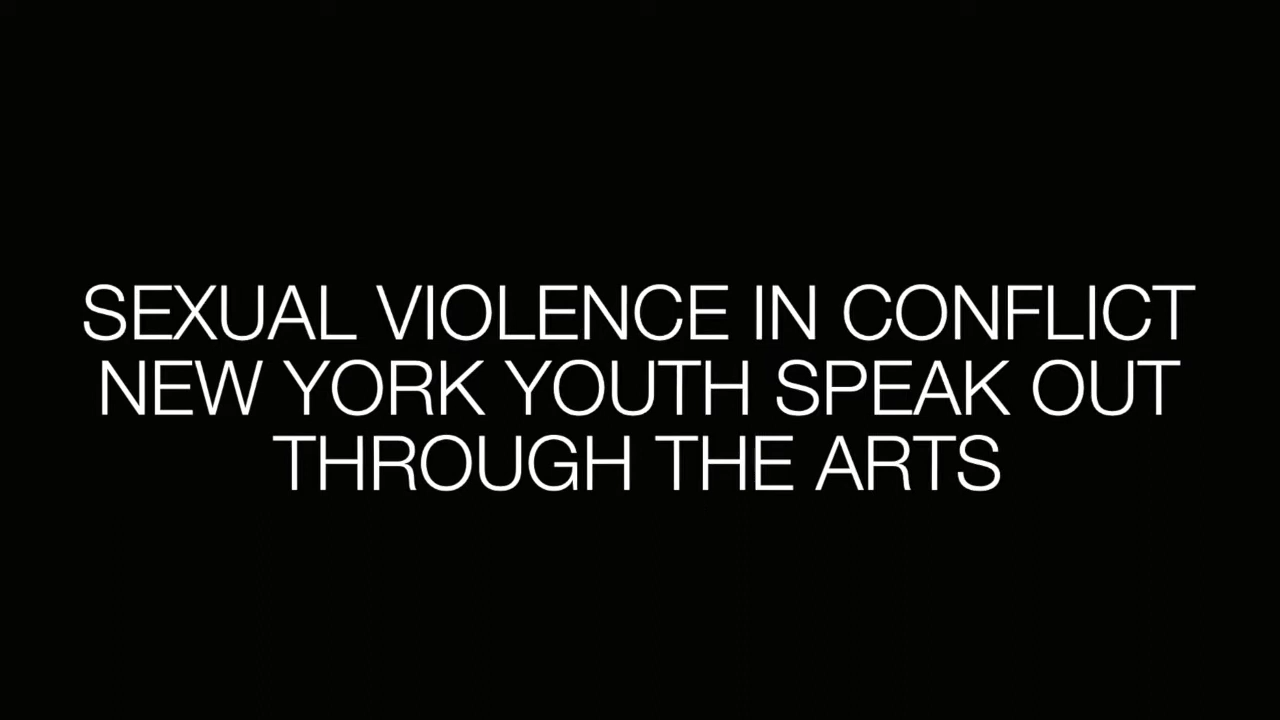 SEXUAL VIOLENCE IN CONFLICT
NEW YORK YOUTH SPEAK OUT
THROUGH THE ARTS